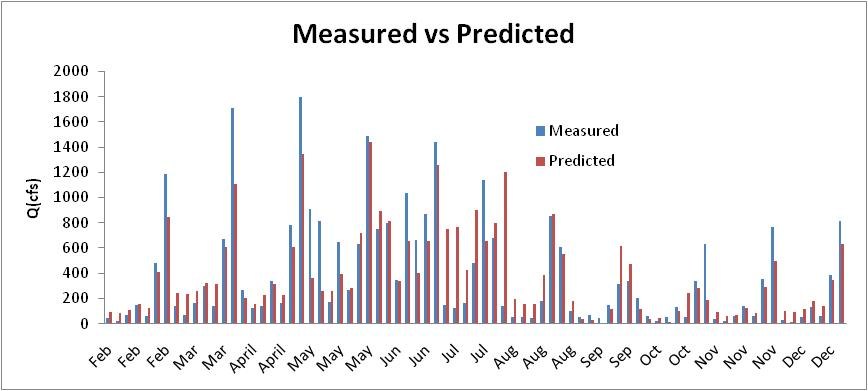 Measured vs Predicted
2000
1800
1600
1400
1200
1000
800
600
400
200
0
Q(cfs)
Measured
Predicted
Feb
Feb
Feb
Mar
Mar
April
April
May
May
May
Jun
Jun
Jul
Jul
Aug
Aug
Aug
Sep
Sep
Oct
Oct
Nov
Nov
Nov
Dec
Dec